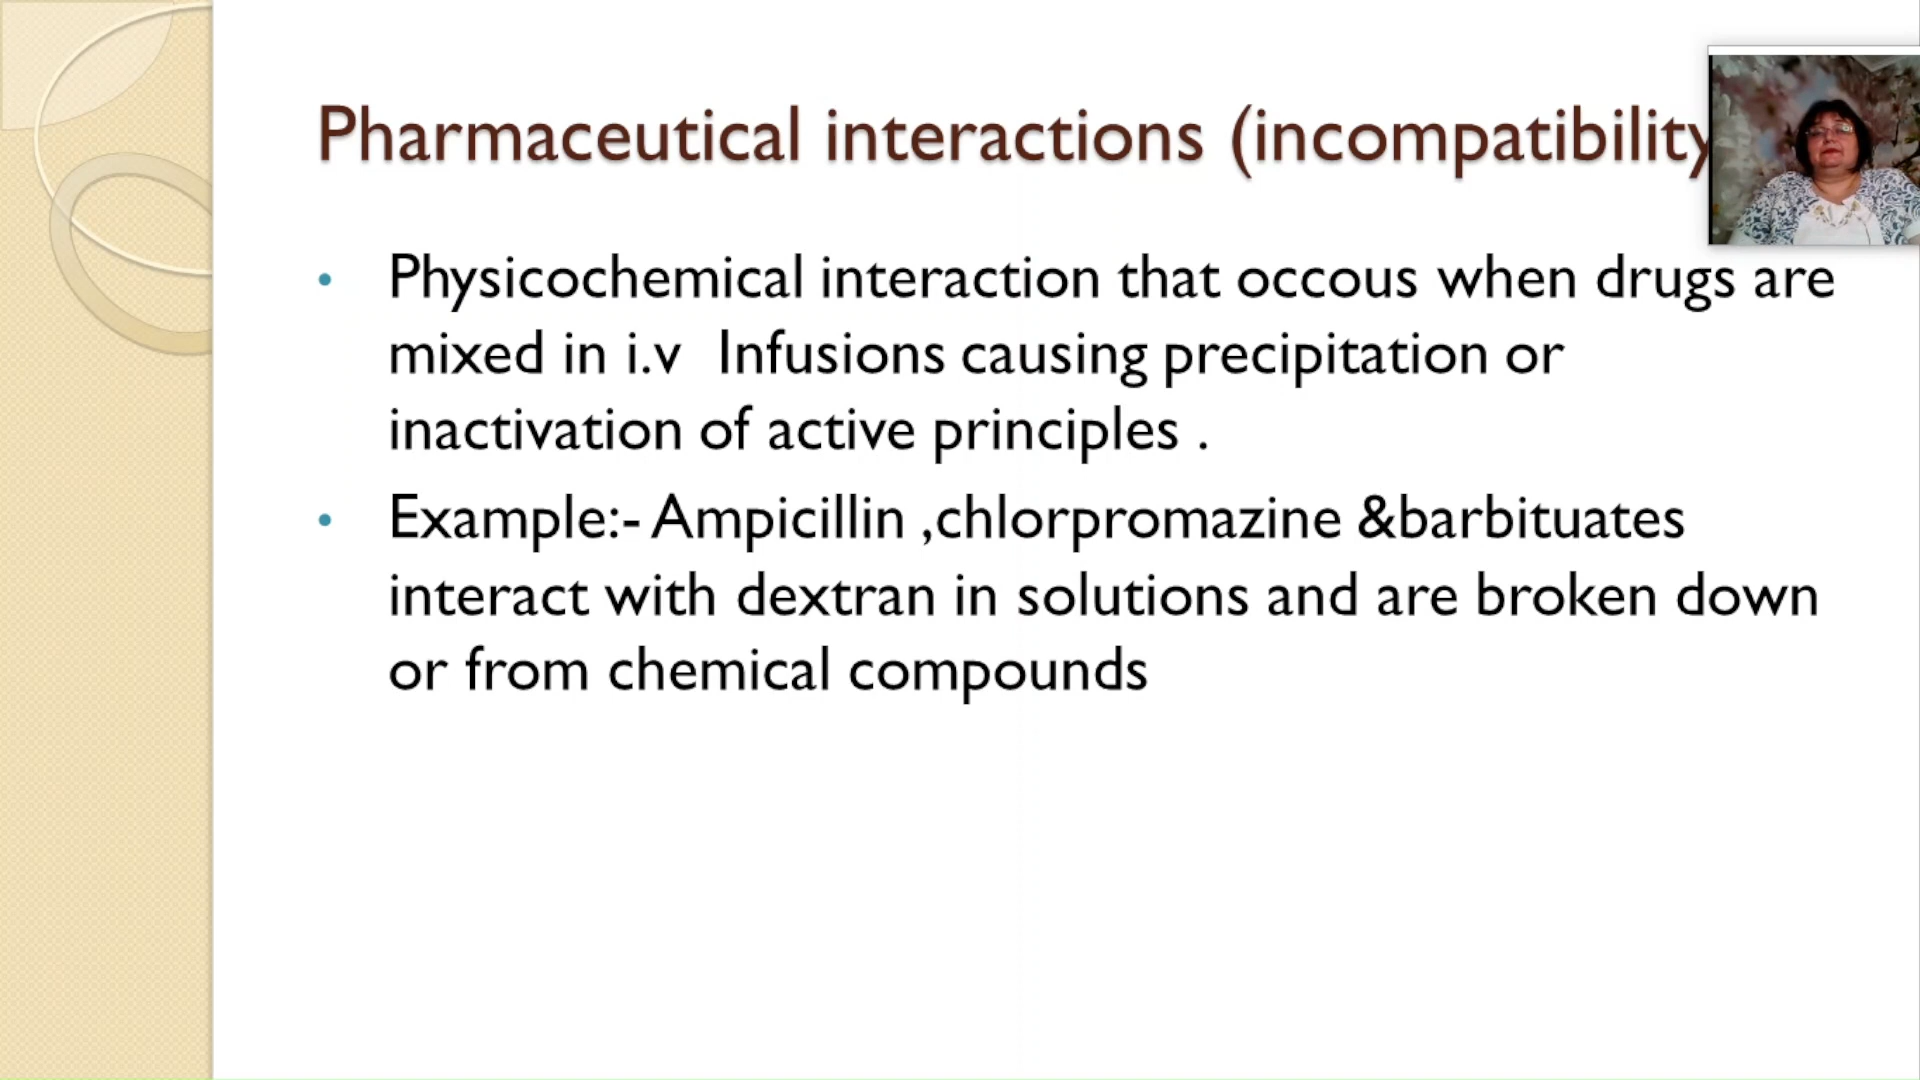 Pharmaceutical interactions (incompatibility
• Physicochemical interaction that occous when drugs are
mixed in i.v Infusions causing precipitation or
inactivation of active principles .
• Example:- Ampicillin ,chlorpromazine &barbituates
interact with dextran in solutions and are broken down
or from chemical compounds